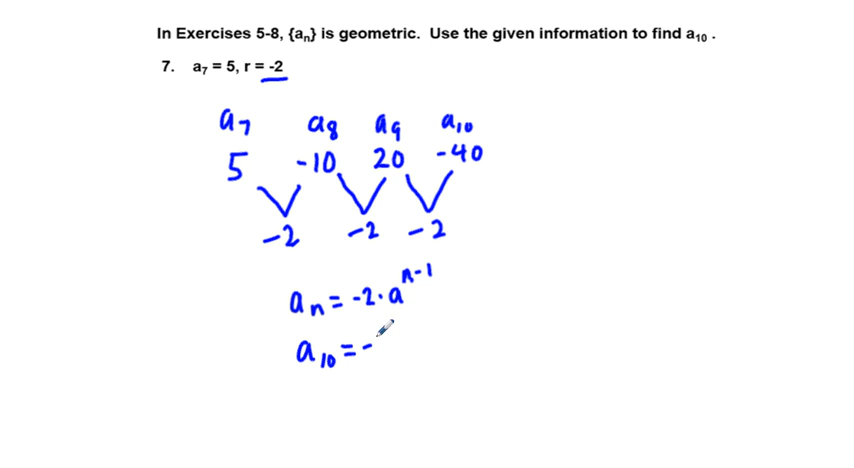 In Exercises 5-8, {aₙ} is geometric. Use the given information to find a₁₀ .
7. a₇ = 5, r = -2
a₇ a₈ a₉ a₁₀
5 -10 20 -40
-2 -2 -2
aₙ = -2 · aⁿ⁻¹
a₁₀ = -